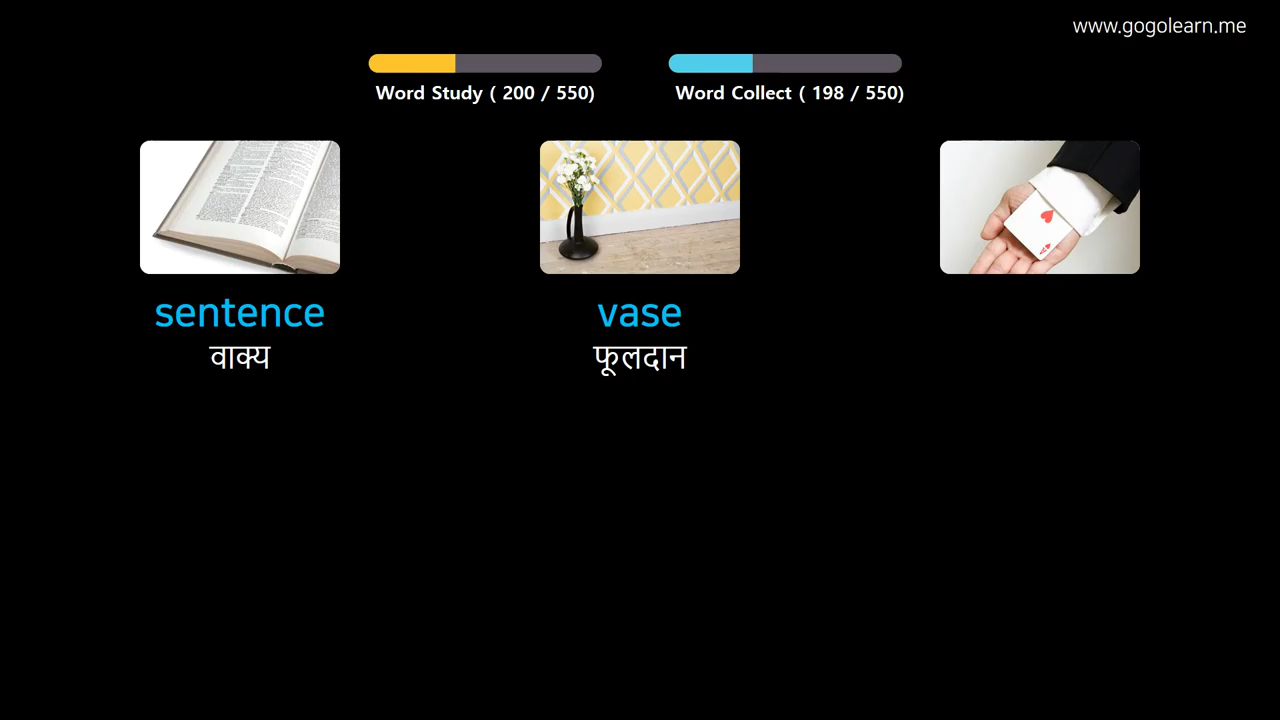 www.gogolearn.me
Word Study ( 200 / 550)
Word Collect ( 198 / 550)
sentence
वाक्य
vase
फूलदान